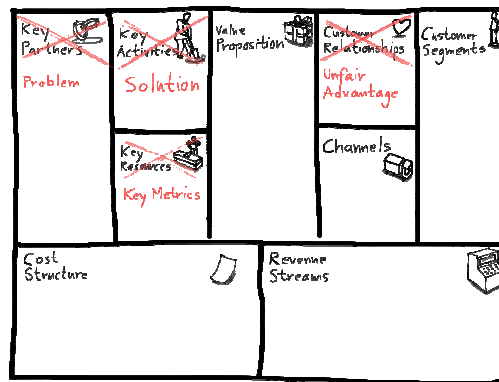 Key
Partners
Problem
Key
Activities
Solution
Key
Resources
Key Metrics
Value
Proposition
Customer
Relationships
Unfair
Advantage
Channels
Customer
Segments
Cost
Structure
Revenue
Streams